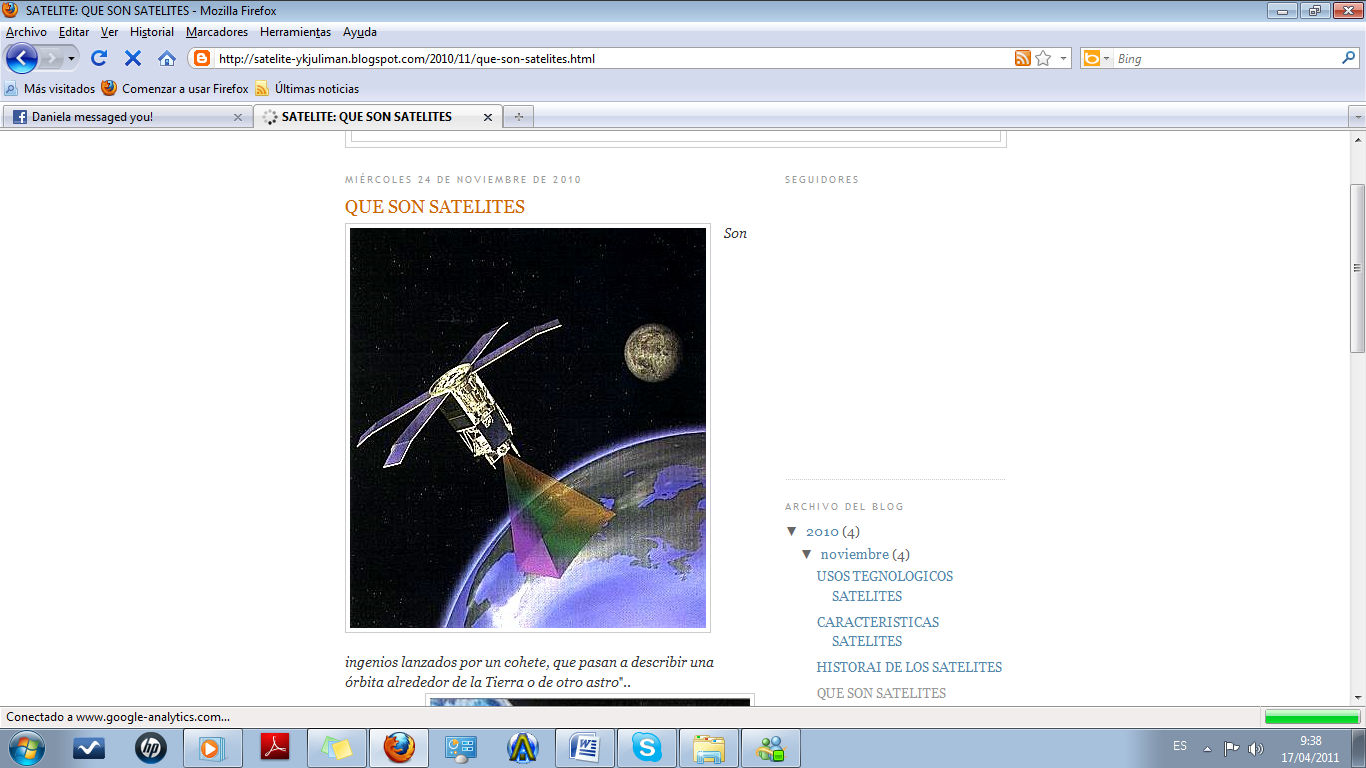 SATELITE: QUE SON SATELITES - Mozilla Firefox
Archivo Editar Ver Historial Marcadores Herramientas Ayuda
http://satelite-ykjuliman.blogspot.com/2010/11/que-son-satelites.html
Bing
Más visitados Comenzar a usar Firefox Últimas noticias
Daniela messaged you!
SATELITE: QUE SON SATELITES
MIÉRCOLES 24 DE NOVIEMBRE DE 2010
QUE SON SATELITES
Son
ingenios lanzados por un cohete, que pasan a describir una
órbita alrededor de la Tierra o de otro astro"..
SEGUIDORES
ARCHIVO DEL BLOG
▼ 2010 (4)
▼ noviembre (4)
USOS TEGNOLOGICOS
SATELITES
CARACTERISTICAS
SATELITES
HISTORAI DE LOS SATELITES
QUE SON SATELITES
Conectado a www.google-analytics.com...
ES
9:38
17/04/2011